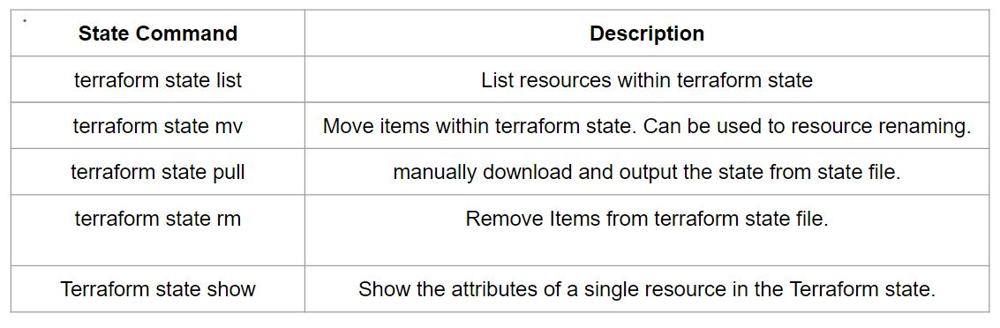 State Command Description
terraform state list List resources within terraform state
terraform state mv Move items within terraform state. Can be used to resource renaming.
terraform state pull manually download and output the state from state file.
terraform state rm Remove Items from terraform state file.
Terraform state show Show the attributes of a single resource in the Terraform state.